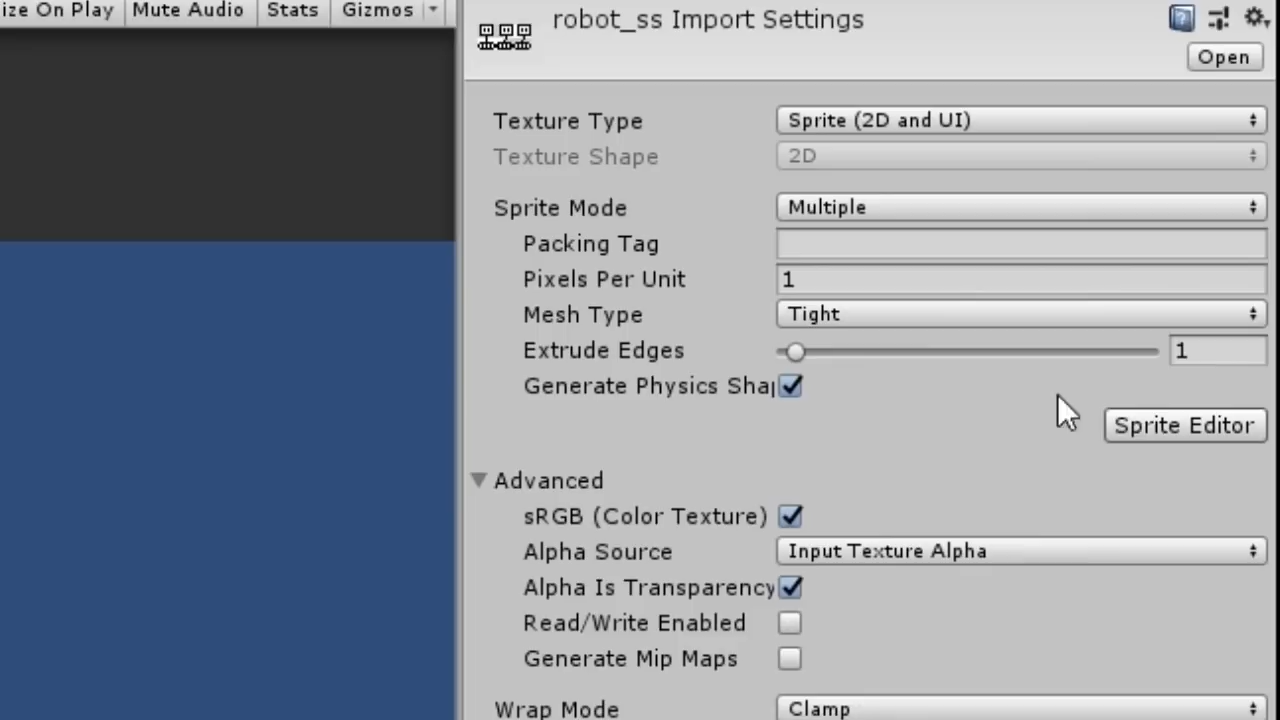 ize On Play Mute Audio Stats Gizmos
robot_ss Import Settings
Open
Texture Type Sprite (2D and UI)
Texture Shape 2D
Sprite Mode Multiple
Packing Tag
Pixels Per Unit 1
Mesh Type Tight
Extrude Edges 1
Generate Physics Shap
Sprite Editor
Advanced
sRGB (Color Texture)
Alpha Source Input Texture Alpha
Alpha Is Transparency
Read/Write Enabled
Generate Mip Maps
Wrap Mode Clamp